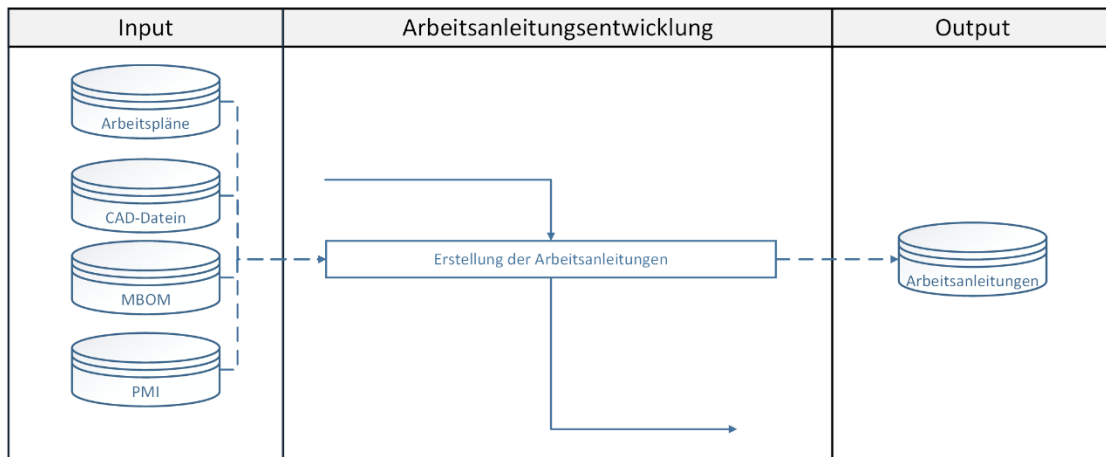 Input
Arbeitsanleitungsentwicklung
Output
Arbeitspläne
CAD-Datein
MBOM
PMI
Erstellung der Arbeitsanleitungen
Arbeitsanleitungen